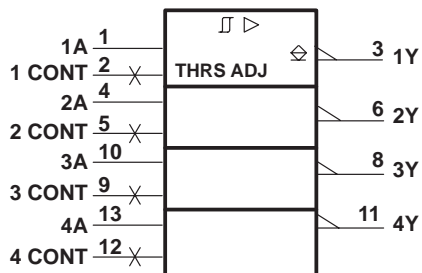 1A 1 3 1Y
1 CONT 2 THRS ADJ
2A 4 6 2Y
2 CONT 5
3A 10 8 3Y
3 CONT 9
4A 13 11 4Y
4 CONT 12